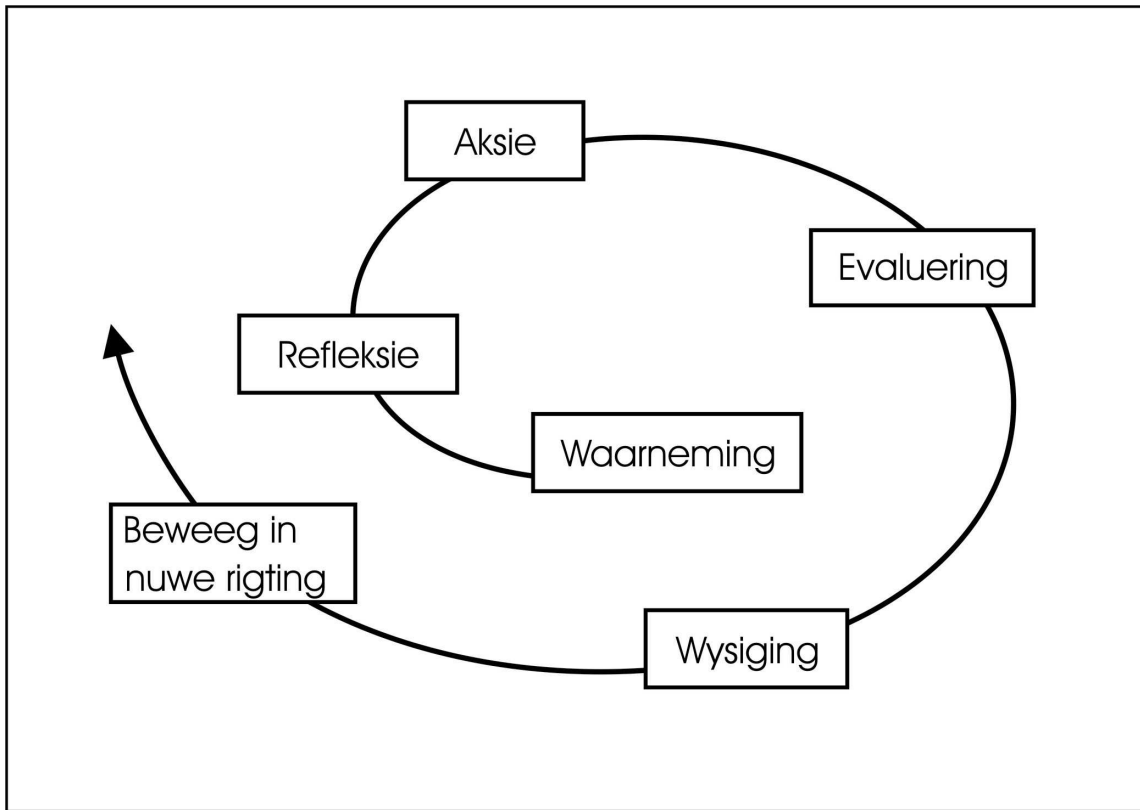 Aksie
Evaluering
Refleksie
Waarneming
Beweeg in
nuwe rigting
Wysiging